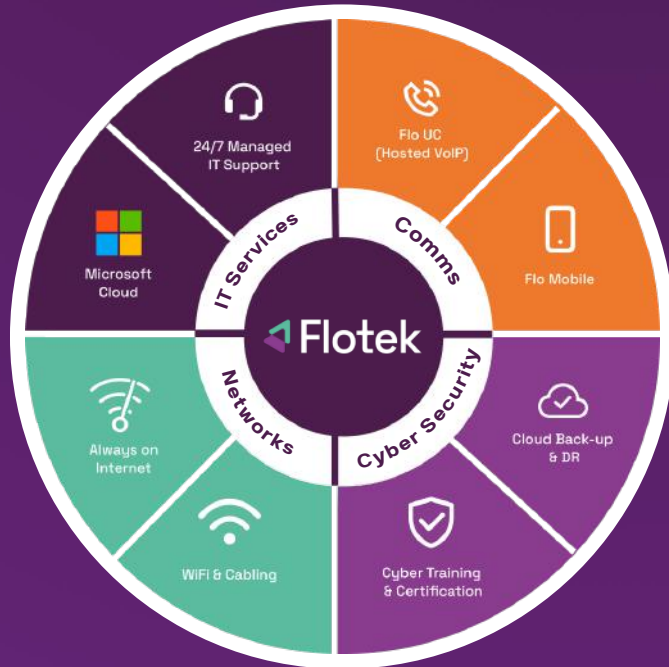 24/7 Managed
IT Support
Flo UC
(Hosted VoIP)
Microsoft
Cloud
Flo Mobile
IT Services
Comms
Flotek
Networks
Cyber Security
Always on
Internet
Cloud Back-up
& DR
WiFi & Cabling
Cyber Training
& Certification